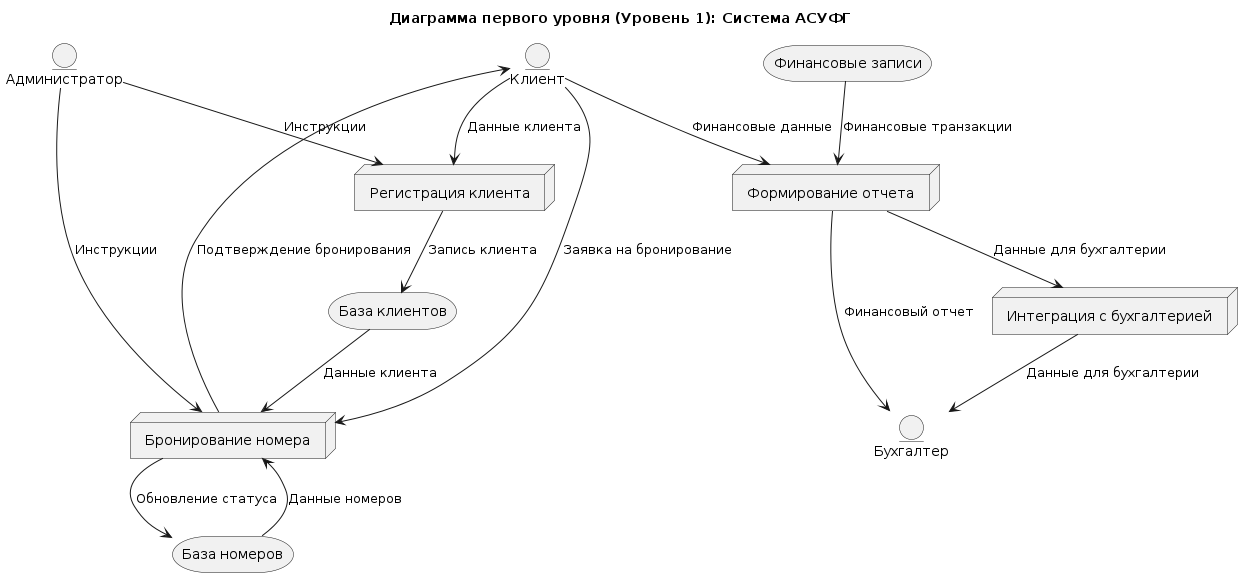 Диаграмма первого уровня (Уровень 1): Система АСУФГ
Администратор
Клиент
Финансовые записи
Инструкции
Данные клиента
Финансовые данные
Финансовые транзакции
Регистрация клиента
Формирование отчета
Инструкции
Подтверждение бронирования
Запись клиента
Заявка на бронирование
Данные для бухгалтерии
База клиентов
Финансовый отчет
Интеграция с бухгалтерией
Данные клиента
Данные для бухгалтерии
Бронирование номера
Бухгалтер
Обновление статуса
Данные номеров
База номеров